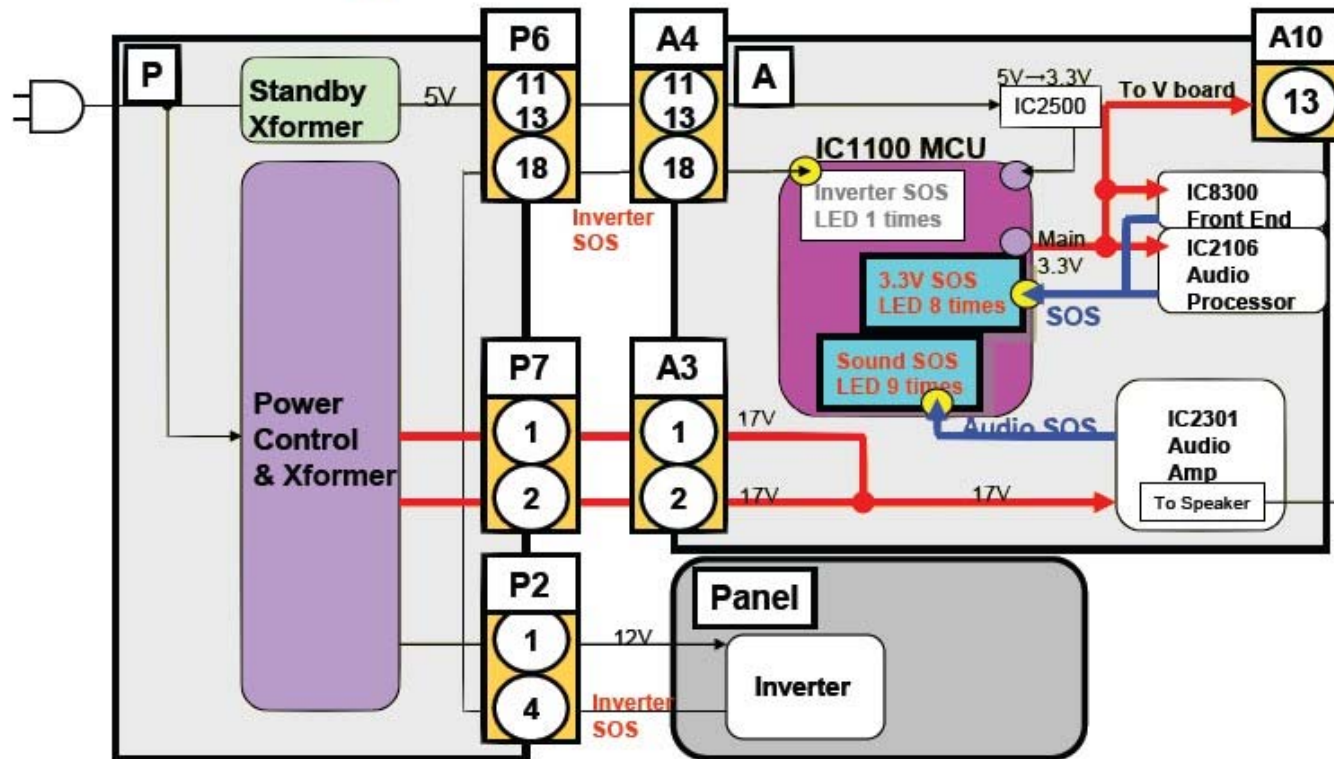 P6
A4
A10
P
11
13
18
11
13
18
A
13
Standby
Xformer
5V
5V→3.3V
IC2500
To V board
IC1100 MCU
Inverter SOS
LED 1 times
Inverter
SOS
IC8300
Front End
IC2106
Audio
Processor
Main
3.3V
3.3V SOS
LED 8 times
SOS
Sound SOS
LED 9 times
Audio SOS
P7
A3
1
2
1
2
Power
Control
& Xformer
17V
17V
17V
IC2301
Audio
Amp
To Speaker
P2
1
4
12V
Inverter
SOS
Panel
Inverter